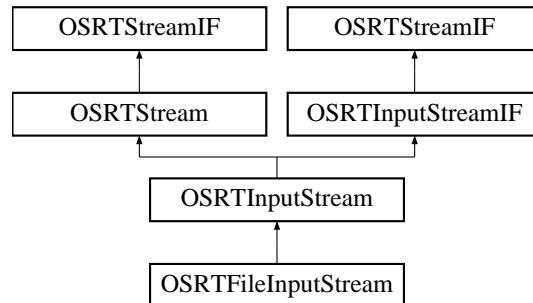 OSRTStreamIF
OSRTStreamIF
OSRTStream
OSRTInputStreamIF
OSRTInputStream
OSRTFileInputStream